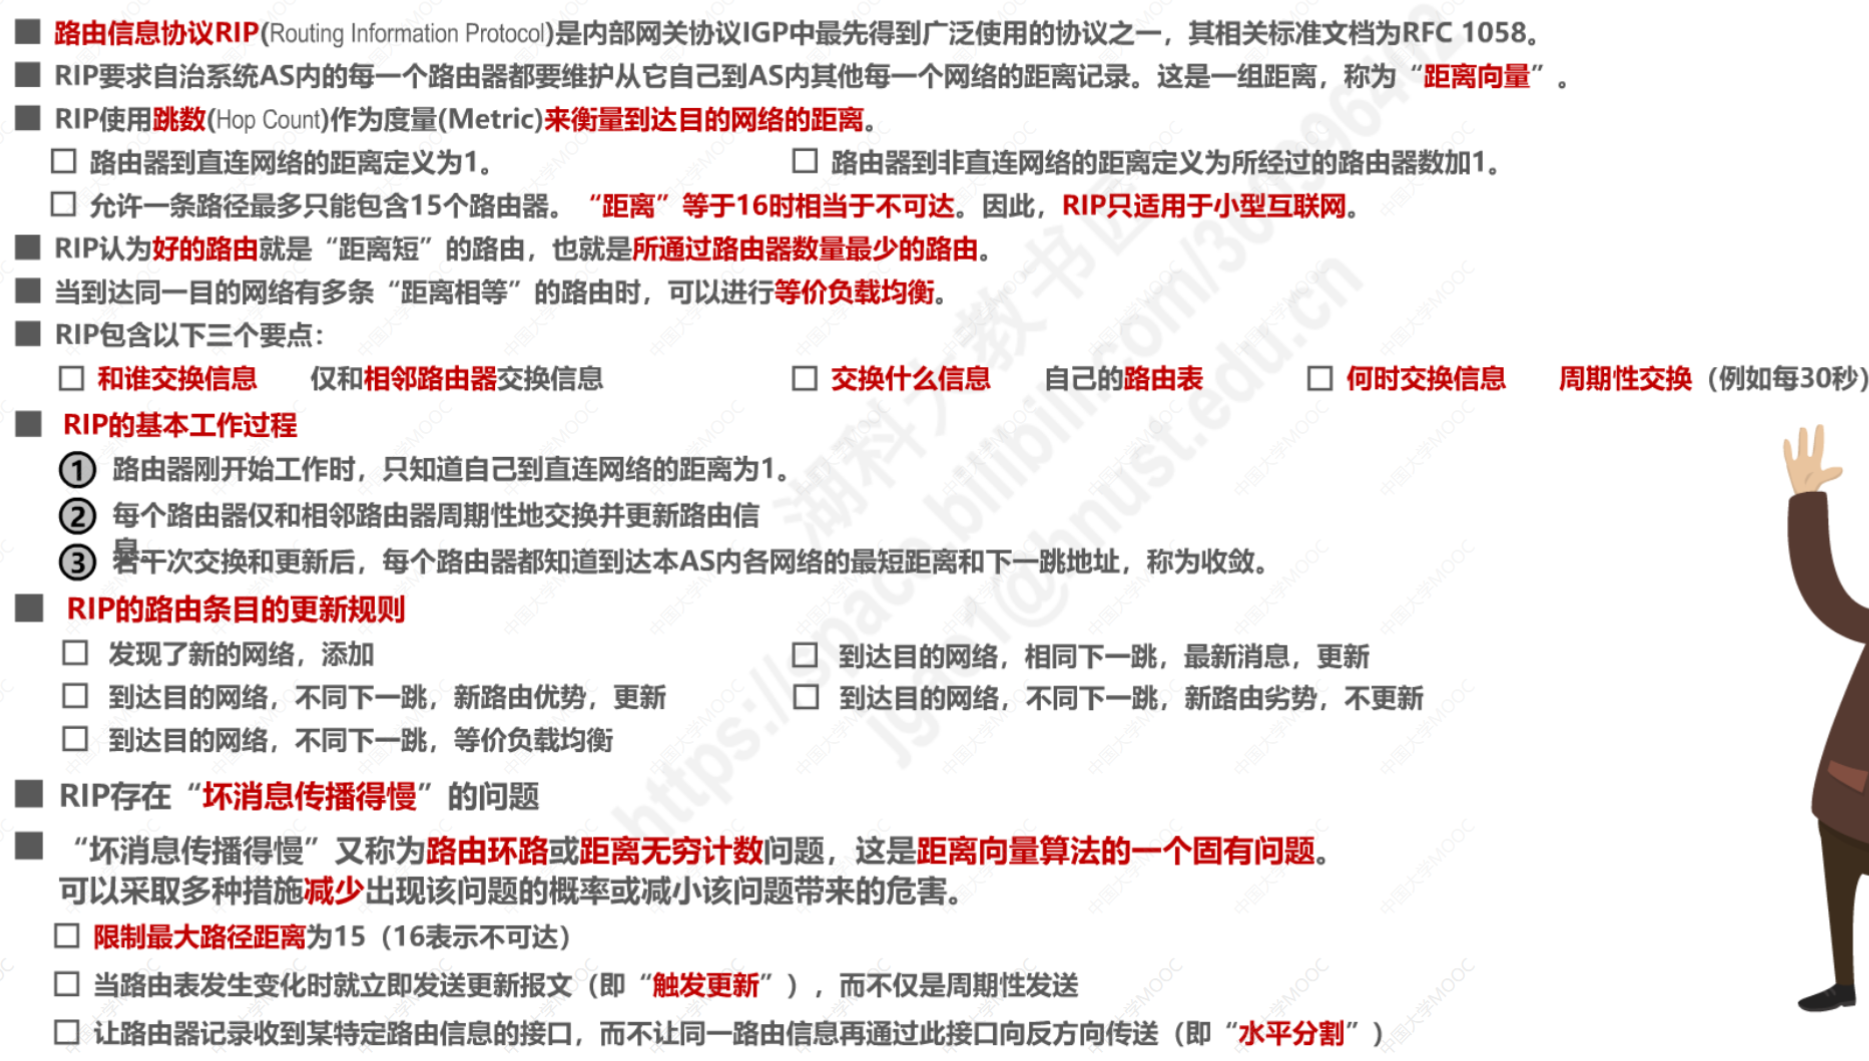 路由信息协议RIP(Routing Information Protocol)是内部网关协议IGP中最先得到广泛使用的协议之一，其相关标准文档为RFC 1058。
RIP要求自治系统AS内的每一个路由器都要维护从它自己到AS内其他每一个网络的距离记录。这是一组距离，称为“距离向量”。
RIP使用跳数(Hop Count)作为度量(Metric)来衡量到达目的网络的距离。
路由器到直连网络的距离定义为1。 路由器到非直连网络的距离定义为所经过的路由器数加1。
允许一条路径最多只能包含15个路由器。“距离”等于16时相当于不可达。因此，RIP只适用于小型互联网。
RIP认为好的路由就是“距离短”的路由，也就是所通过路由器数量最少的路由。
当到达同一目的网络有多条“距离相等”的路由时，可以进行等价负载均衡。
RIP包含以下三个要点：
和谁交换信息 仅和相邻路由器交换信息 交换什么信息 自己的路由表 何时交换信息 周期性交换（例如每30秒）
RIP的基本工作过程
① 路由器刚开始工作时，只知道自己到直连网络的距离为1。
② 每个路由器仅和相邻路由器周期性地交换并更新路由信
息。
③ 若干次交换和更新后，每个路由器都知道到达本AS内各网络的最短距离和下一跳地址，称为收敛。
RIP的路由条目的更新规则
发现了新的网络，添加 到达目的网络，相同下一跳，最新消息，更新
到达目的网络，不同下一跳，新路由优势，更新 到达目的网络，不同下一跳，新路由劣势，不更新
到达目的网络，不同下一跳，等价负载均衡
RIP存在“坏消息传播得慢”的问题
“坏消息传播得慢”又称为路由环路或距离无穷计数问题，这是距离向量算法的一个固有问题。
可以采取多种措施减少出现该问题的概率或减小该问题带来的危害。
限制最大路径距离为15（16表示不可达）
当路由表发生变化时就立即发送更新报文（即“触发更新”），而不仅是周期性发送
让路由器记录收到某特定路由信息的接口，而不让同一路由信息再通过此接口向反方向传送（即“水平分割”）